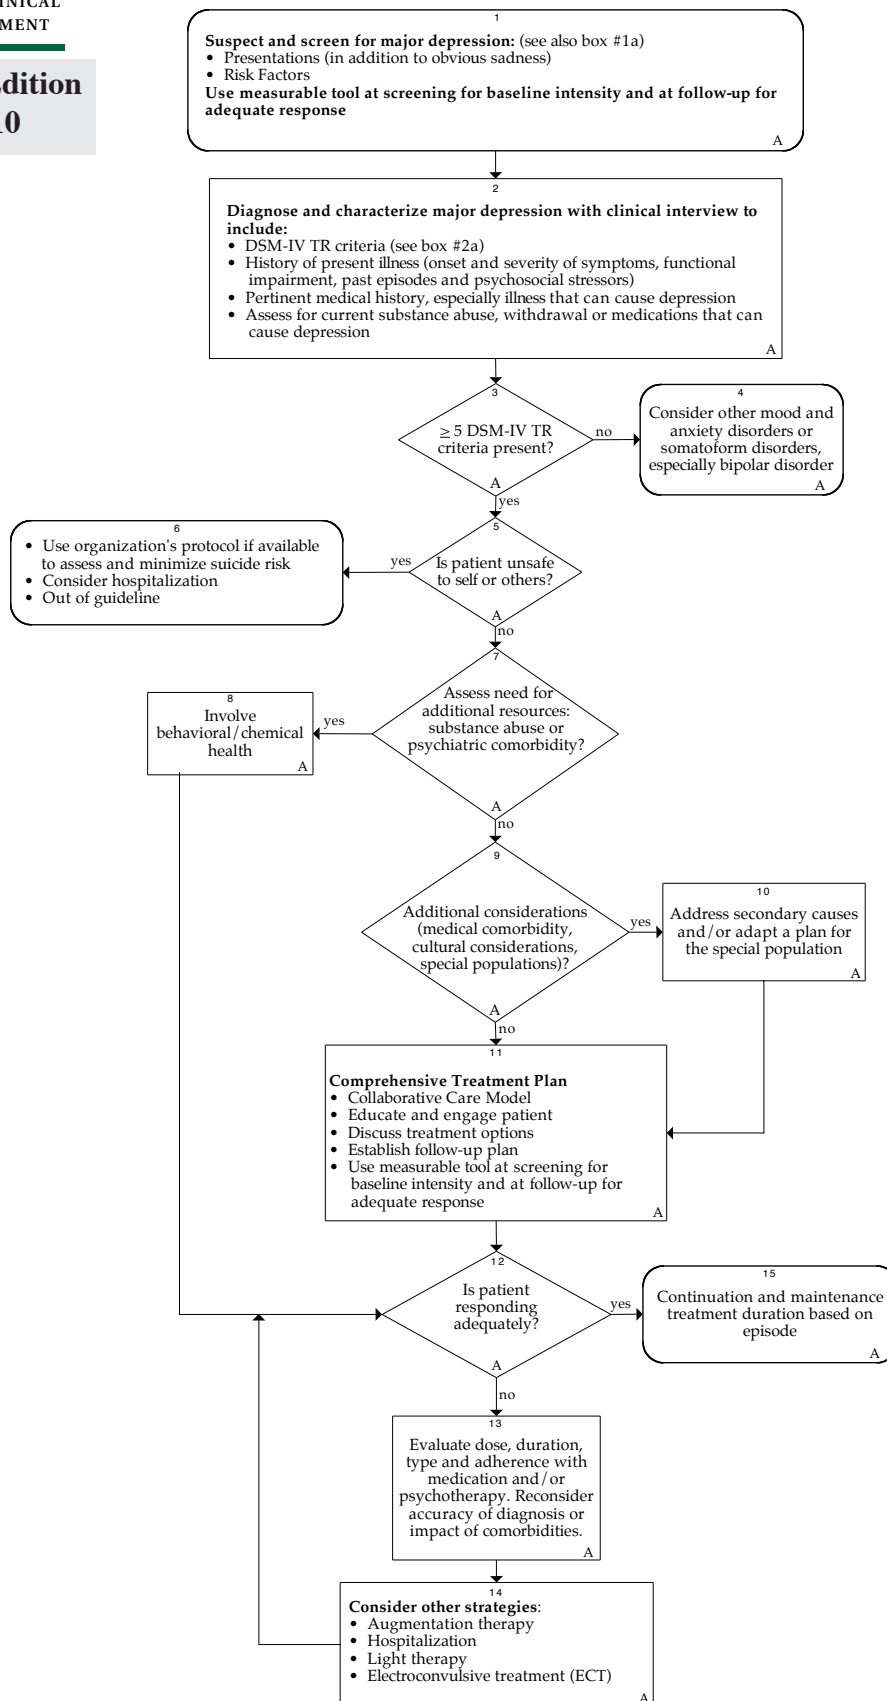 MENT
10
1
Suspect and screen for major depression: (see also box #1a)
• Presentations (in addition to obvious sadness)
• Risk Factors
Use measurable tool at screening for baseline intensity and at follow-up for
adequate response
A
2
Diagnose and characterize major depression with clinical interview to
include:
• DSM-IV TR criteria (see box #2a)
• History of present illness (onset and severity of symptoms, functional
impairment, past episodes and psychosocial stressors)
• Pertinent medical history, especially illness that can cause depression
• Assess for current substance abuse, withdrawal or medications that can
cause depression
A
3
≥ 5 DSM-IV TR
criteria present?
A
no
yes
4
Consider other mood and
anxiety disorders or
somatoform disorders,
especially bipolar disorder
A
5
Is patient unsafe
to self or others?
A
yes
no
6
• Use organization's protocol if available
to assess and minimize suicide risk
• Consider hospitalization
• Out of guideline
7
Assess need for
additional resources:
substance abuse or
psychiatric comorbidity?
A
yes
no
8
Involve
behavioral/chemical
health
A
9
Additional considerations
(medical comorbidity,
cultural considerations,
special populations)?
A
yes
no
10
Address secondary causes
and/or adapt a plan for
the special population
A
11
Comprehensive Treatment Plan
• Collaborative Care Model
• Educate and engage patient
• Discuss treatment options
• Establish follow-up plan
• Use measurable tool at screening for
baseline intensity and at follow-up for
adequate response
A
12
Is patient
responding
adequately?
A
yes
no
15
Continuation and maintenance
treatment duration based on
episode
A
13
Evaluate dose, duration,
type and adherence with
medication and/or
psychotherapy. Reconsider
accuracy of diagnosis or
impact of comorbidities.
A
14
Consider other strategies:
• Augmentation therapy
• Hospitalization
• Light therapy
• Electroconvulsive treatment (ECT)
A